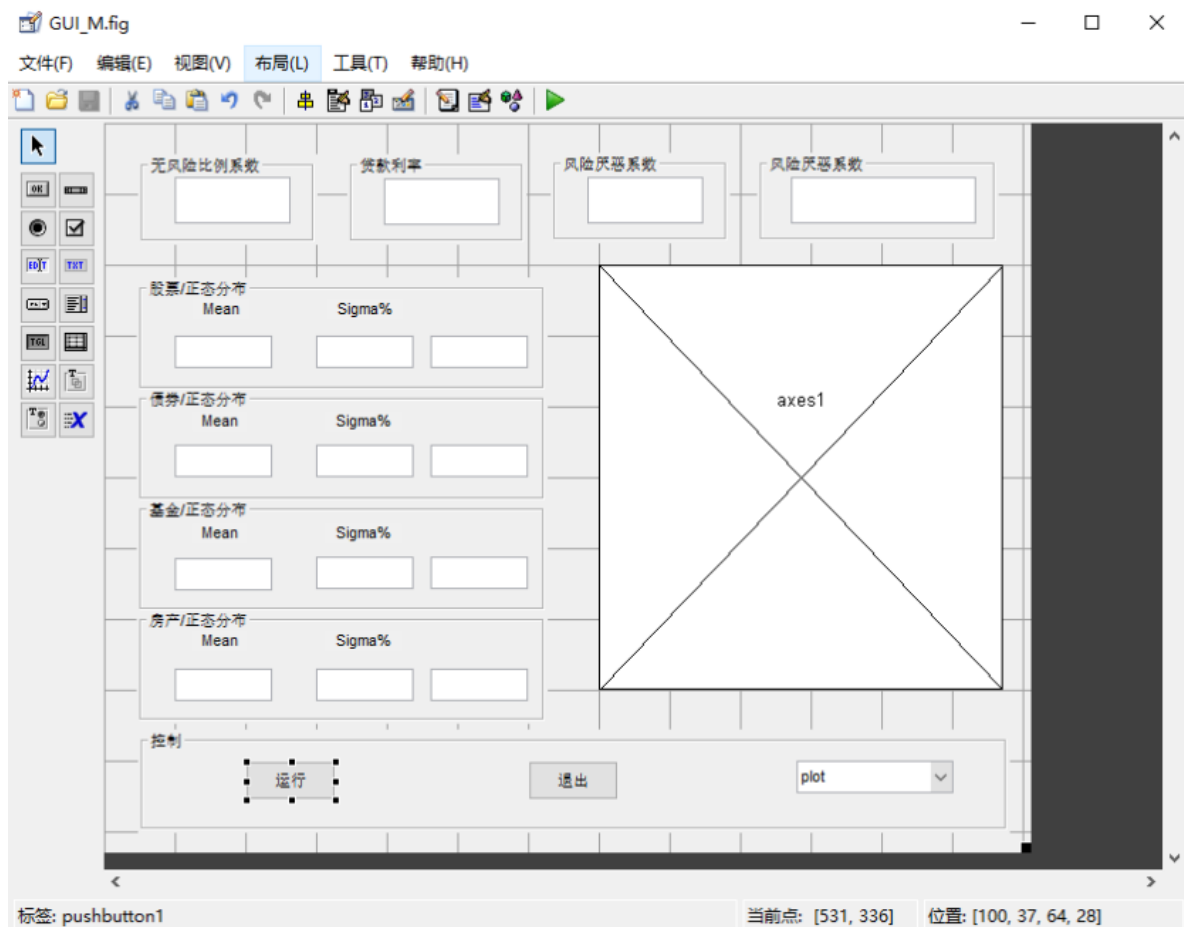 GUI_M.fig
文件(F) 编辑(E) 视图(V) 布局(L) 工具(T) 帮助(H)
OK
EDIT TXT
TGL
无风险比例系数 贷款利率 风险厌恶系数 风险厌恶系数
股票/正态分布
Mean Sigma%
债券/正态分布
Mean Sigma%
axes1
基金/正态分布
Mean Sigma%
房产/正态分布
Mean Sigma%
控制
运行 退出 plot
标签: pushbutton1 当前点: [531, 336] 位置: [100, 37, 64, 28]